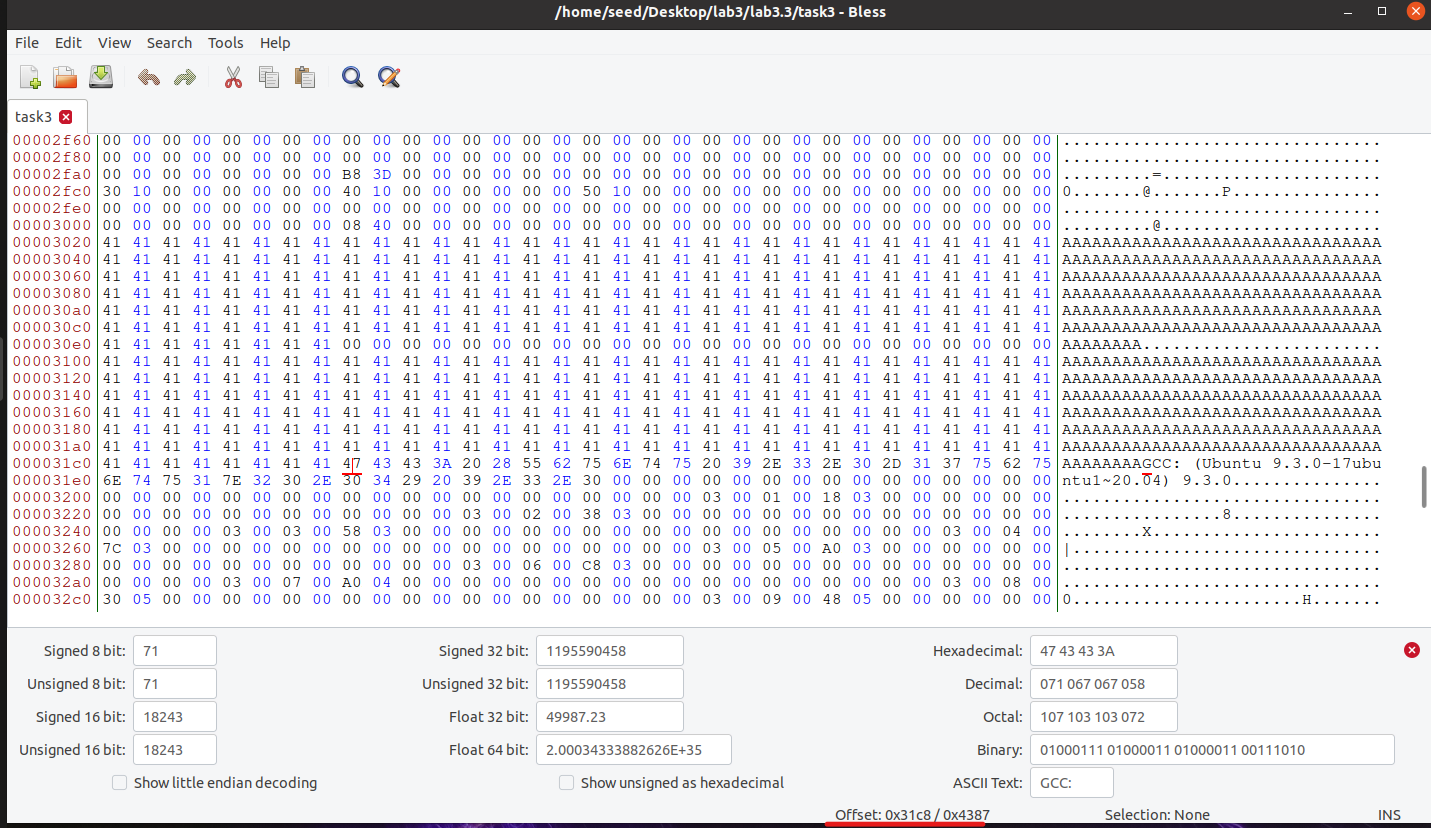 /home/seed/Desktop/lab3/lab3.3/task3 - Bless
File Edit View Search Tools Help
task3
00002f60 00 00 00 00 00 00 00 00 00 00 00 00 00 00 00 00 00 00 00 00 00 00 00 00 00 00 00 00 00 00 00 00 ................................
00002f80 00 00 00 00 00 00 00 00 00 00 00 00 00 00 00 00 00 00 00 00 00 00 00 00 00 00 00 00 00 00 00 00 ................................
00002fa0 00 00 00 00 00 00 00 00 B8 3D 00 00 00 00 00 00 00 00 00 00 00 00 00 00 00 00 00 00 00 00 00 00 .........=......................
00002fc0 30 10 00 00 00 00 00 00 40 10 00 00 00 00 00 00 50 10 00 00 00 00 00 00 00 00 00 00 00 00 00 00 0.......@.......P...............
00002fe0 00 00 00 00 00 00 00 00 00 00 00 00 00 00 00 00 00 00 00 00 00 00 00 00 00 00 00 00 00 00 00 00 ................................
00003000 00 00 00 00 00 00 00 00 08 40 00 00 00 00 00 00 00 00 00 00 00 00 00 00 00 00 00 00 00 00 00 00 .........@......................
00003020 41 41 41 41 41 41 41 41 41 41 41 41 41 41 41 41 41 41 41 41 41 41 41 41 41 41 41 41 41 41 41 41 AAAAAAAAAAAAAAAAAAAAAAAAAAAAAAAA
00003040 41 41 41 41 41 41 41 41 41 41 41 41 41 41 41 41 41 41 41 41 41 41 41 41 41 41 41 41 41 41 41 41 AAAAAAAAAAAAAAAAAAAAAAAAAAAAAAAA
00003060 41 41 41 41 41 41 41 41 41 41 41 41 41 41 41 41 41 41 41 41 41 41 41 41 41 41 41 41 41 41 41 41 AAAAAAAAAAAAAAAAAAAAAAAAAAAAAAAA
00003080 41 41 41 41 41 41 41 41 41 41 41 41 41 41 41 41 41 41 41 41 41 41 41 41 41 41 41 41 41 41 41 41 AAAAAAAAAAAAAAAAAAAAAAAAAAAAAAAA
000030a0 41 41 41 41 41 41 41 41 41 41 41 41 41 41 41 41 41 41 41 41 41 41 41 41 41 41 41 41 41 41 41 41 AAAAAAAAAAAAAAAAAAAAAAAAAAAAAAAA
000030c0 41 41 41 41 41 41 41 41 41 41 41 41 41 41 41 41 41 41 41 41 41 41 41 41 41 41 41 41 41 41 41 41 AAAAAAAAAAAAAAAAAAAAAAAAAAAAAAAA
000030e0 41 41 41 41 41 41 41 41 00 00 00 00 00 00 00 00 00 00 00 00 00 00 00 00 00 00 00 00 00 00 00 00 AAAAAAAA........................
00003100 41 41 41 41 41 41 41 41 41 41 41 41 41 41 41 41 41 41 41 41 41 41 41 41 41 41 41 41 41 41 41 41 AAAAAAAAAAAAAAAAAAAAAAAAAAAAAAAA
00003120 41 41 41 41 41 41 41 41 41 41 41 41 41 41 41 41 41 41 41 41 41 41 41 41 41 41 41 41 41 41 41 41 AAAAAAAAAAAAAAAAAAAAAAAAAAAAAAAA
00003140 41 41 41 41 41 41 41 41 41 41 41 41 41 41 41 41 41 41 41 41 41 41 41 41 41 41 41 41 41 41 41 41 AAAAAAAAAAAAAAAAAAAAAAAAAAAAAAAA
00003160 41 41 41 41 41 41 41 41 41 41 41 41 41 41 41 41 41 41 41 41 41 41 41 41 41 41 41 41 41 41 41 41 AAAAAAAAAAAAAAAAAAAAAAAAAAAAAAAA
00003180 41 41 41 41 41 41 41 41 41 41 41 41 41 41 41 41 41 41 41 41 41 41 41 41 41 41 41 41 41 41 41 41 AAAAAAAAAAAAAAAAAAAAAAAAAAAAAAAA
000031a0 41 41 41 41 41 41 41 41 41 41 41 41 41 41 41 41 41 41 41 41 41 41 41 41 41 41 41 41 41 41 41 41 AAAAAAAAAAAAAAAAAAAAAAAAAAAAAAAA
000031c0 41 41 41 41 41 41 41 41 47 43 43 3A 20 28 55 62 75 6E 74 75 20 39 2E 33 2E 30 2D 31 37 75 62 75 AAAAAAAAGCC: (Ubuntu 9.3.0-17ubu
000031e0 6E 74 75 31 7E 32 30 2E 30 34 29 20 39 2E 33 2E 30 00 00 00 00 00 00 00 00 00 00 00 00 00 00 00 ntu1~20.04) 9.3.0...............
00003200 00 00 00 00 00 00 00 00 00 00 00 00 00 00 00 00 00 00 00 00 03 00 01 00 18 03 00 00 00 00 00 00 ................................
00003220 00 00 00 00 00 00 00 00 00 00 00 00 03 00 02 00 38 03 00 00 00 00 00 00 00 00 00 00 00 00 00 00 ................8...............
00003240 00 00 00 00 03 00 03 00 58 03 00 00 00 00 00 00 00 00 00 00 00 00 00 00 00 00 00 00 03 00 04 00 ........X.......................
00003260 7C 03 00 00 00 00 00 00 00 00 00 00 00 00 00 00 00 00 00 00 03 00 05 00 A0 03 00 00 00 00 00 00 |...............................
00003280 00 00 00 00 00 00 00 00 00 00 00 00 03 00 06 00 C8 03 00 00 00 00 00 00 00 00 00 00 00 00 00 00 ................................
000032a0 00 00 00 00 03 00 07 00 A0 04 00 00 00 00 00 00 00 00 00 00 00 00 00 00 00 00 00 00 03 00 08 00 ................................
000032c0 30 05 00 00 00 00 00 00 00 00 00 00 00 00 00 00 00 00 00 00 03 00 09 00 48 05 00 00 00 00 00 00 0.......................H.......
Signed 8 bit: 71 Signed 32 bit: 1195590458 Hexadecimal: 47 43 43 3A
Unsigned 8 bit: 71 Unsigned 32 bit: 1195590458 Decimal: 071 067 067 058
Signed 16 bit: 18243 Float 32 bit: 49987.23 Octal: 107 103 103 072
Unsigned 16 bit: 18243 Float 64 bit: 2.00034333882626E+35 Binary: 01000111 01000011 01000011 00111010
Show little endian decoding Show unsigned as hexadecimal ASCII Text: GCC:
Offset: 0x31c8 / 0x4387 Selection: None INS